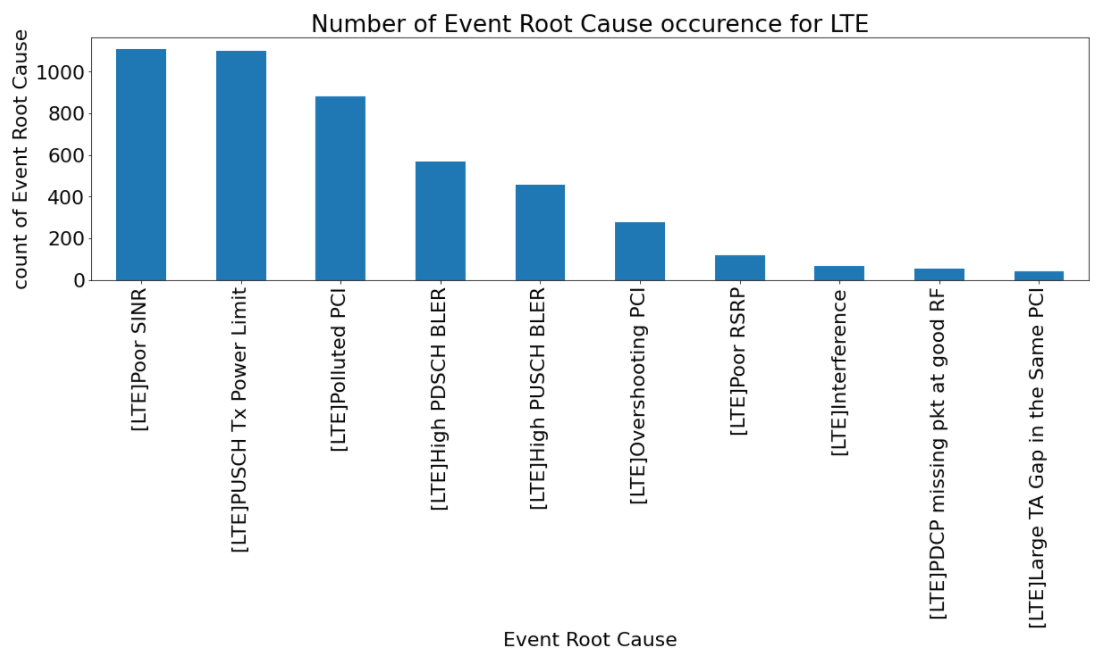 Number of Event Root Cause occurence for LTE
count of Event Root Cause
1000
800
600
400
200
0
[LTE]Poor SINR
[LTE]PUSCH Tx Power Limit
[LTE]Polluted PCI
[LTE]High PDSCH BLER
[LTE]High PUSCH BLER
[LTE]Overshooting PCI
[LTE]Poor RSRP
[LTE]Interference
[LTE]PDCP missing pkt at good RF
[LTE]Large TA Gap in the Same PCI
Event Root Cause